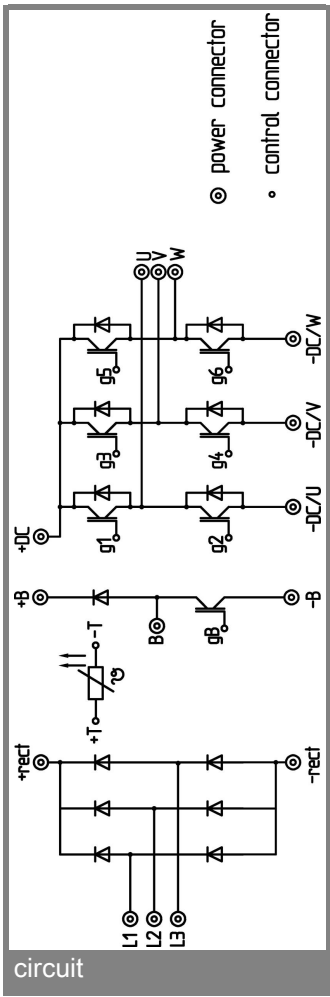 power connector
control connector
U
V
W
+DC
g5
g3
g1
g6
g4
g2
-DC/W
-DC/V
-DC/U
+B
B
gB
-B
-T
ϑ
+T
+rect
-rect
L1
L2
L3
circuit